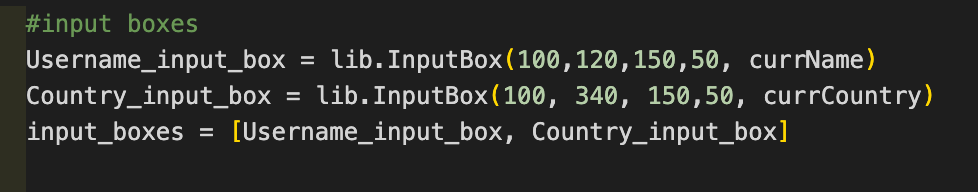 #input boxes
Username_input_box = lib.InputBox(100,120,150,50, currName)
Country_input_box = lib.InputBox(100, 340, 150,50, currCountry)
input_boxes = [Username_input_box, Country_input_box]